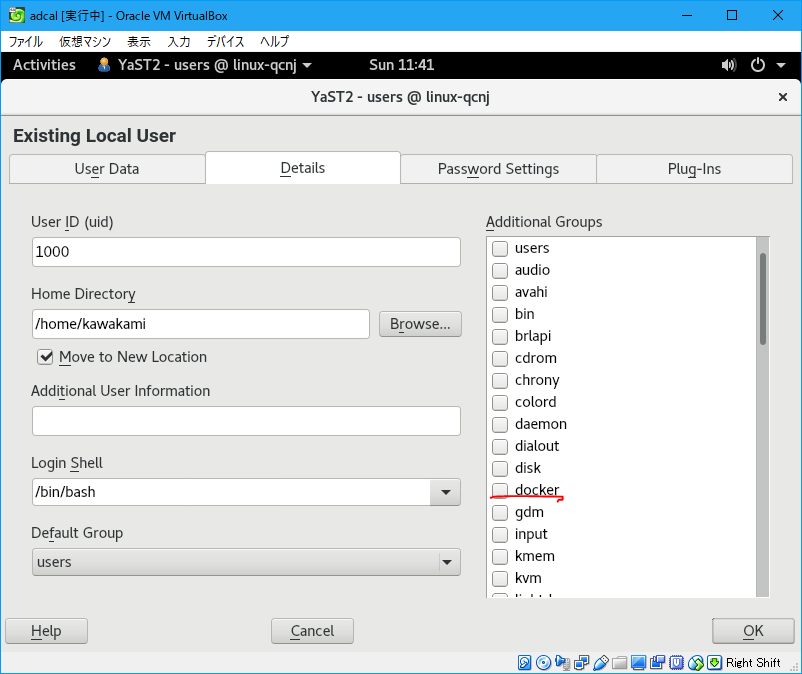 adcal [実行中] - Oracle VM VirtualBox
ファイル 仮想マシン 表示 入力 デバイス ヘルプ
Activities YaST2 - users @ linux-qcnj Sun 11:41
YaST2 - users @ linux-qcnj
Existing Local User
User Data Details Password Settings Plug-Ins
User ID (uid)
1000
Home Directory
/home/kawakami
Browse...
Move to New Location
Additional User Information
Login Shell
/bin/bash
Default Group
users
Additional Groups
users
audio
avahi
bin
brlapi
cdrom
chrony
colord
daemon
dialout
disk
docker
gdm
input
kmem
kvm
Help Cancel OK
Right Shift